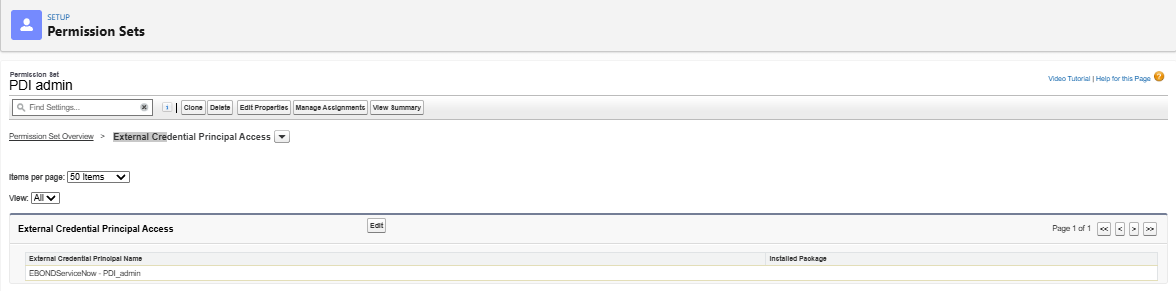 SETUP
Permission Sets
Permission Set
PDI admin
Video Tutorial | Help for this Page ?
Find Settings... 1 | Clone Delete Edit Properties Manage Assignments View Summary
Permission Set Overview > External Credential Principal Access
Items per page: 50 Items
View: All
External Credential Principal Access Edit Page 1 of 1 << < > >>
External Credential Principal Name Installed Package
EBONDServiceNow - PDI_admin